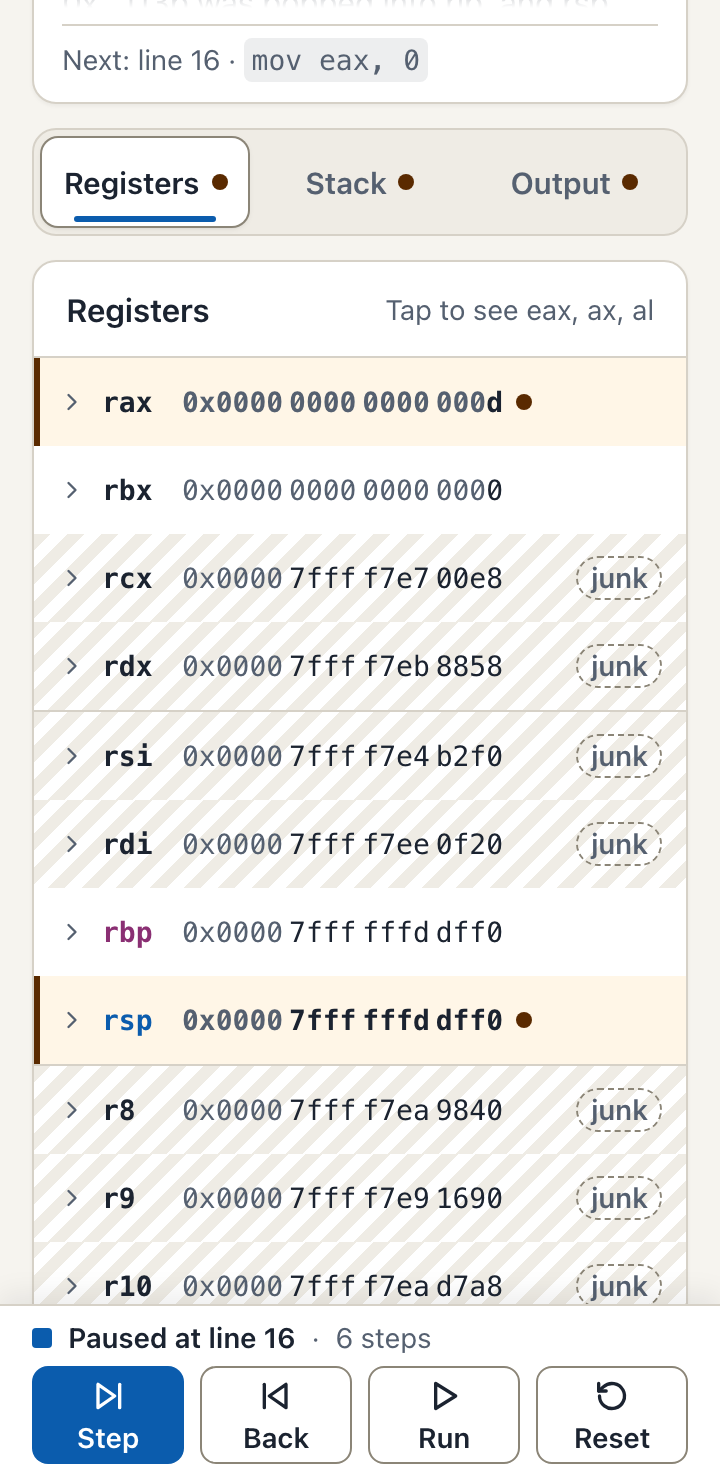 Next: line 16 · mov eax, 0
Registers Stack Output
Registers Tap to see eax, ax, al
rax 0x0000 0000 0000 000d
rbx 0x0000 0000 0000 0000
rcx 0x0000 7fff f7e7 00e8 junk
rdx 0x0000 7fff f7eb 8858 junk
rsi 0x0000 7fff f7e4 b2f0 junk
rdi 0x0000 7fff f7ee 0f20 junk
rbp 0x0000 7fff fffd dff0
rsp 0x0000 7fff fffd dff0
r8 0x0000 7fff f7ea 9840 junk
r9 0x0000 7fff f7e9 1690 junk
r10 0x0000 7fff f7ea d7a8 junk
Paused at line 16 · 6 steps
Step Back Run Reset